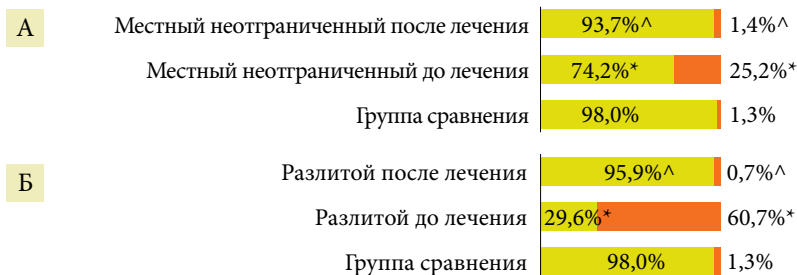 А
Местный неотграниченный после лечения 93,7%^ 1,4%^
Местный неотграниченный до лечения 74,2%* 25,2%*
Группа сравнения 98,0% 1,3%
Б
Разлитой после лечения 95,9%^ 0,7%^
Разлитой до лечения 29,6%* 60,7%*
Группа сравнения 98,0% 1,3%